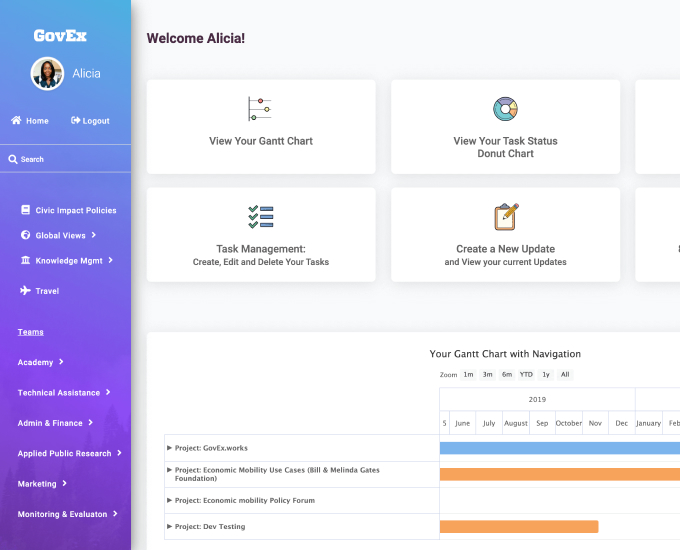 GovEx
Alicia
Home
Logout
Search
Civic Impact Policies
Global Views
Knowledge Mgmt
Travel
Teams
Academy
Technical Assistance
Admin & Finance
Applied Public Research
Marketing
Monitoring & Evaluaton
Welcome Alicia!
View Your Gantt Chart
View Your Task Status
Donut Chart
Task Management:
Create, Edit and Delete Your Tasks
Create a New Update
and View your current Updates
Your Gantt Chart with Navigation
Zoom 1m 3m 6m YTD 1y All
2019
S June July August Sep October Nov Dec January Feb
Project: GovEx.works
Project: Economic Mobility Use Cases (Bill & Melinda Gates
Foundation)
Project: Economic mobility Policy Forum
Project: Dev Testing